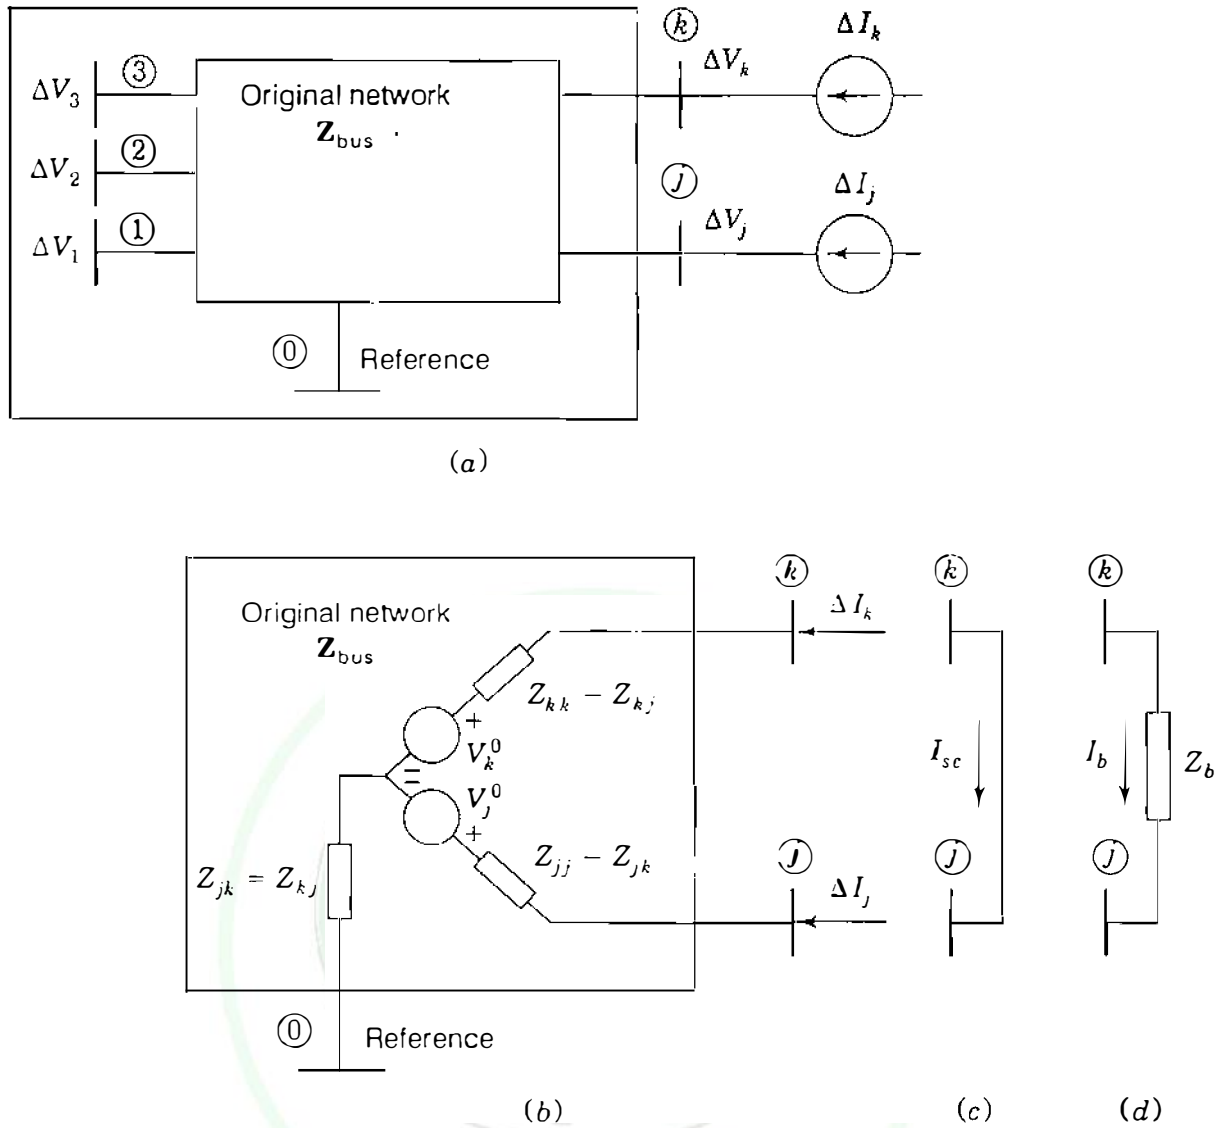 ⓚ
ΔI_k
ΔV_k
③
ΔV_3
Original network
Z_bus
②
ΔV_2
ⓙ
ΔI_j
ΔV_j
①
ΔV_1
⓪
Reference
(a)
ⓚ
ⓚ
ⓚ
Original network
Z_bus
ΔI_k
Z_kk − Z_kj
+
V_k^0
−
−
V_j^0
+
I_sc
I_b
Z_b
Z_jk = Z_kj
Z_jj − Z_jk
ⓙ
ⓙ
ⓙ
ΔI_j
⓪
Reference
(b)
(c)
(d)